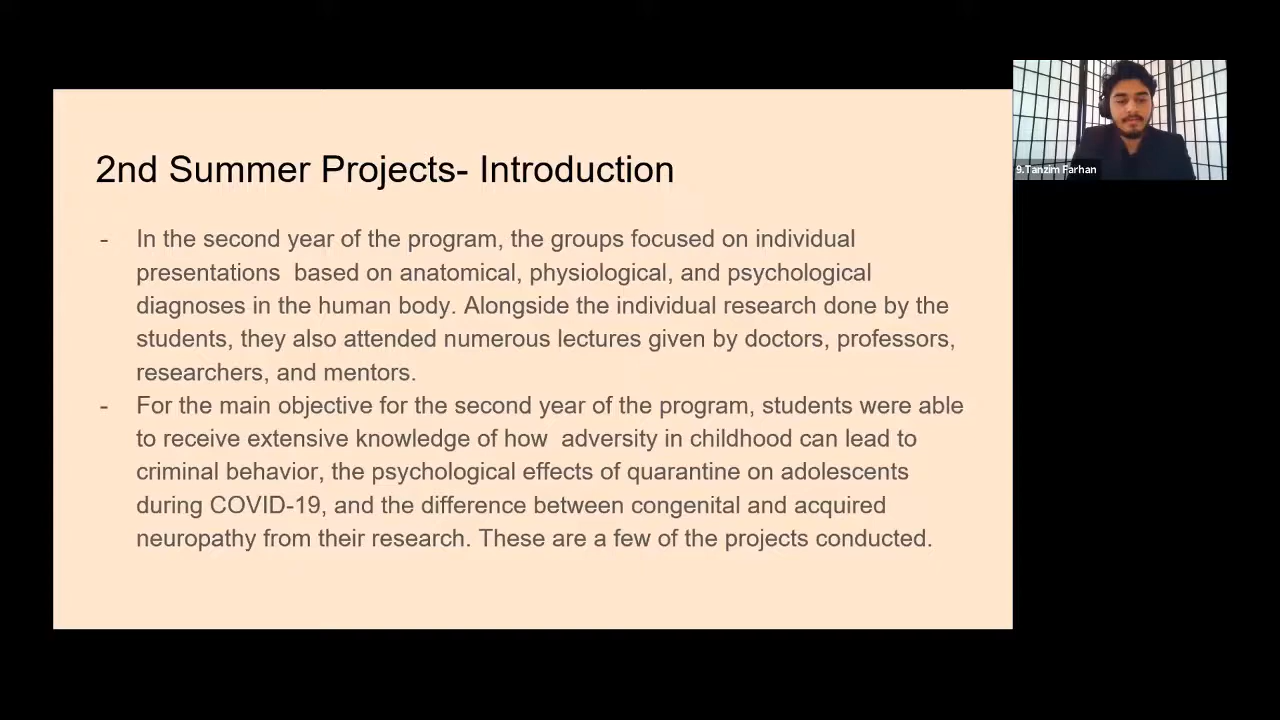 2nd Summer Projects- Introduction
- In the second year of the program, the groups focused on individual
presentations  based on anatomical, physiological, and psychological
diagnoses in the human body. Alongside the individual research done by the
students, they also attended numerous lectures given by doctors, professors,
researchers, and mentors.
- For the main objective for the second year of the program, students were able
to receive extensive knowledge of how  adversity in childhood can lead to
criminal behavior, the psychological effects of quarantine on adolescents
during COVID-19, and the difference between congenital and acquired
neuropathy from their research. These are a few of the projects conducted.
9.Tanzim Farhan